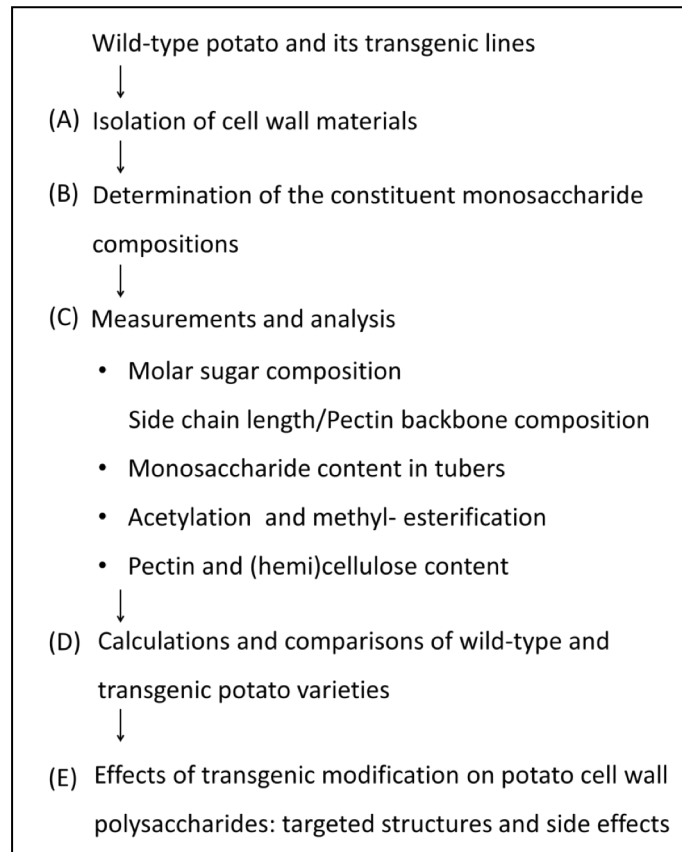 Wild-type potato and its transgenic lines
(A) Isolation of cell wall materials
(B) Determination of the constituent monosaccharide
compositions
(C) Measurements and analysis
• Molar sugar composition
Side chain length/Pectin backbone composition
• Monosaccharide content in tubers
• Acetylation and methyl- esterification
• Pectin and (hemi)cellulose content
(D) Calculations and comparisons of wild-type and
transgenic potato varieties
(E) Effects of transgenic modification on potato cell wall
polysaccharides: targeted structures and side effects